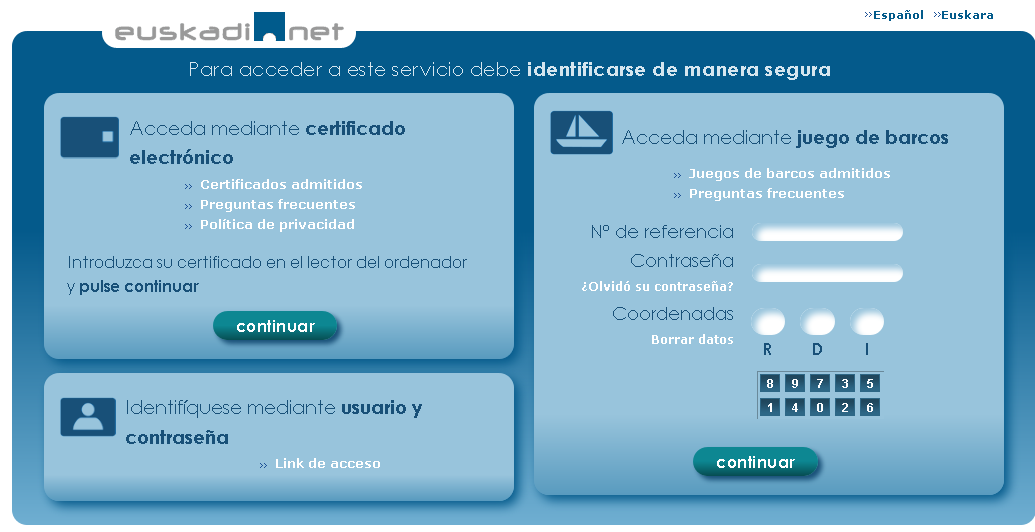 Español Euskara
euskadi.net
Para acceder a este servicio debe identificarse de manera segura
Acceda mediante certificado
electrónico
Certificados admitidos
Preguntas frecuentes
Política de privacidad
Introduzca su certificado en el lector del ordenador
y pulse continuar
continuar
Identifíquese mediante usuario y
contraseña
Link de acceso
Acceda mediante juego de barcos
Juegos de barcos admitidos
Preguntas frecuentes
Nº de referencia
Contraseña
¿Olvidó su contraseña?
Coordenadas
Borrar datos
R D I
8 9 7 3 5
1 4 0 2 6
continuar